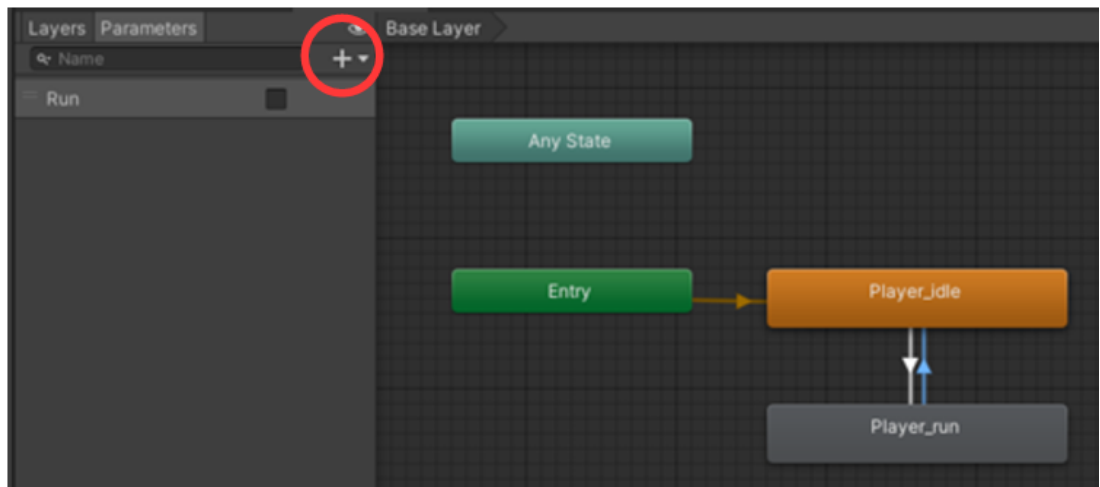 Layers Parameters
Base Layer
Name
Run
Any State
Entry
Player_idle
Player_run